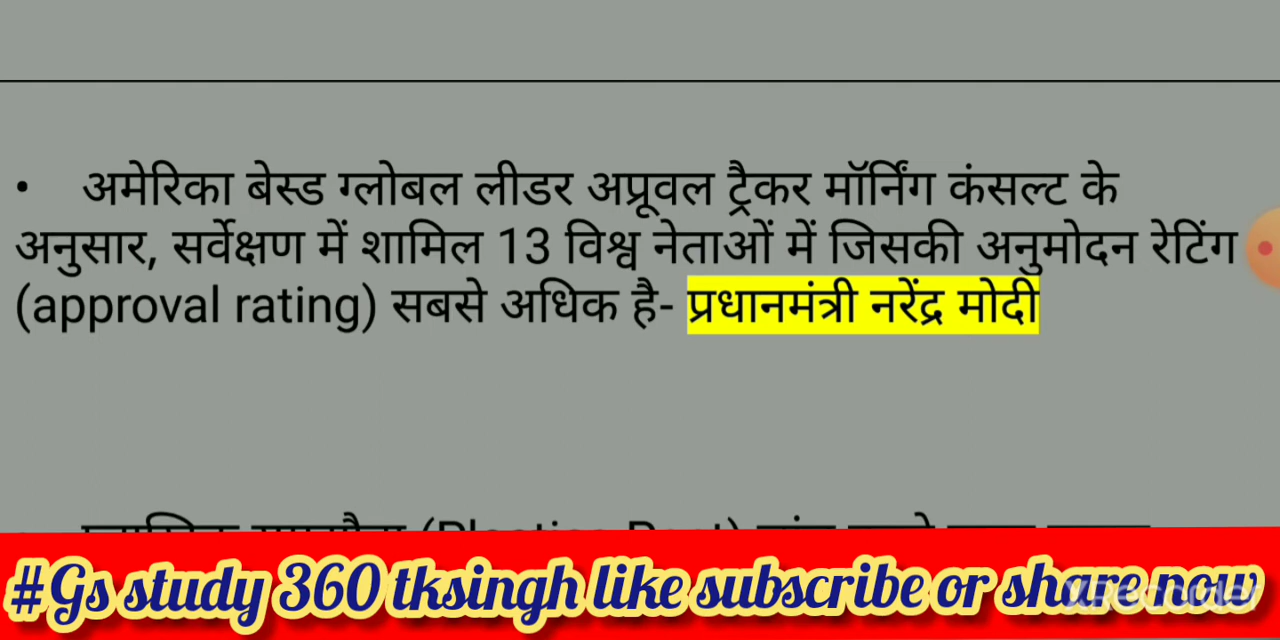 • अमेरिका बेस्ड ग्लोबल लीडर अप्रूवल ट्रैकर मॉर्निंग कंसल्ट के
अनुसार, सर्वेक्षण में शामिल 13 विश्व नेताओं में जिसकी अनुमोदन रेटिंग
(approval rating) सबसे अधिक है- प्रधानमंत्री नरेंद्र मोदी
#Gs study 360 tksingh like subscribe or share now